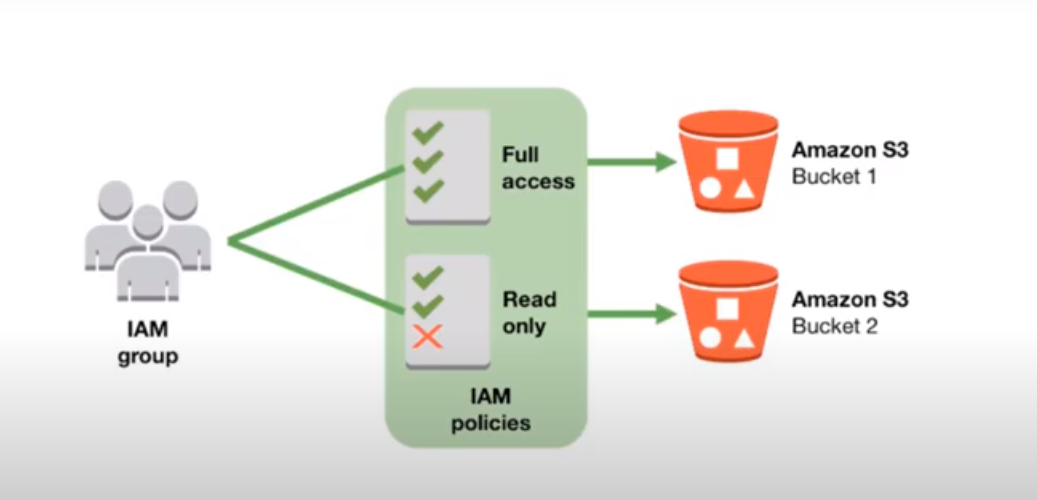 IAM
group
Full
access
Read
only
IAM
policies
Amazon S3
Bucket 1
Amazon S3
Bucket 2